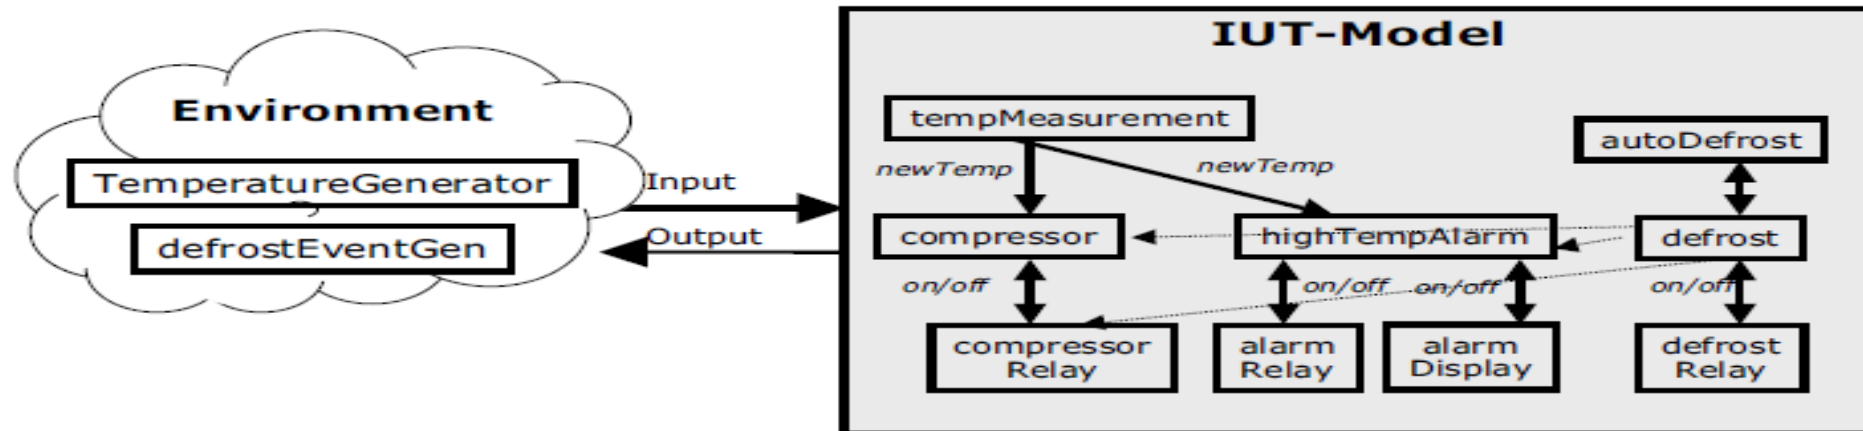 Environment
TemperatureGenerator
defrostEventGen
Input
Output
IUT-Model
tempMeasurement
autoDefrost
newTemp
newTemp
compressor
highTempAlarm
defrost
on/off
on/off
on/off
on/off
compressor
Relay
alarm
Relay
alarm
Display
defrost
Relay